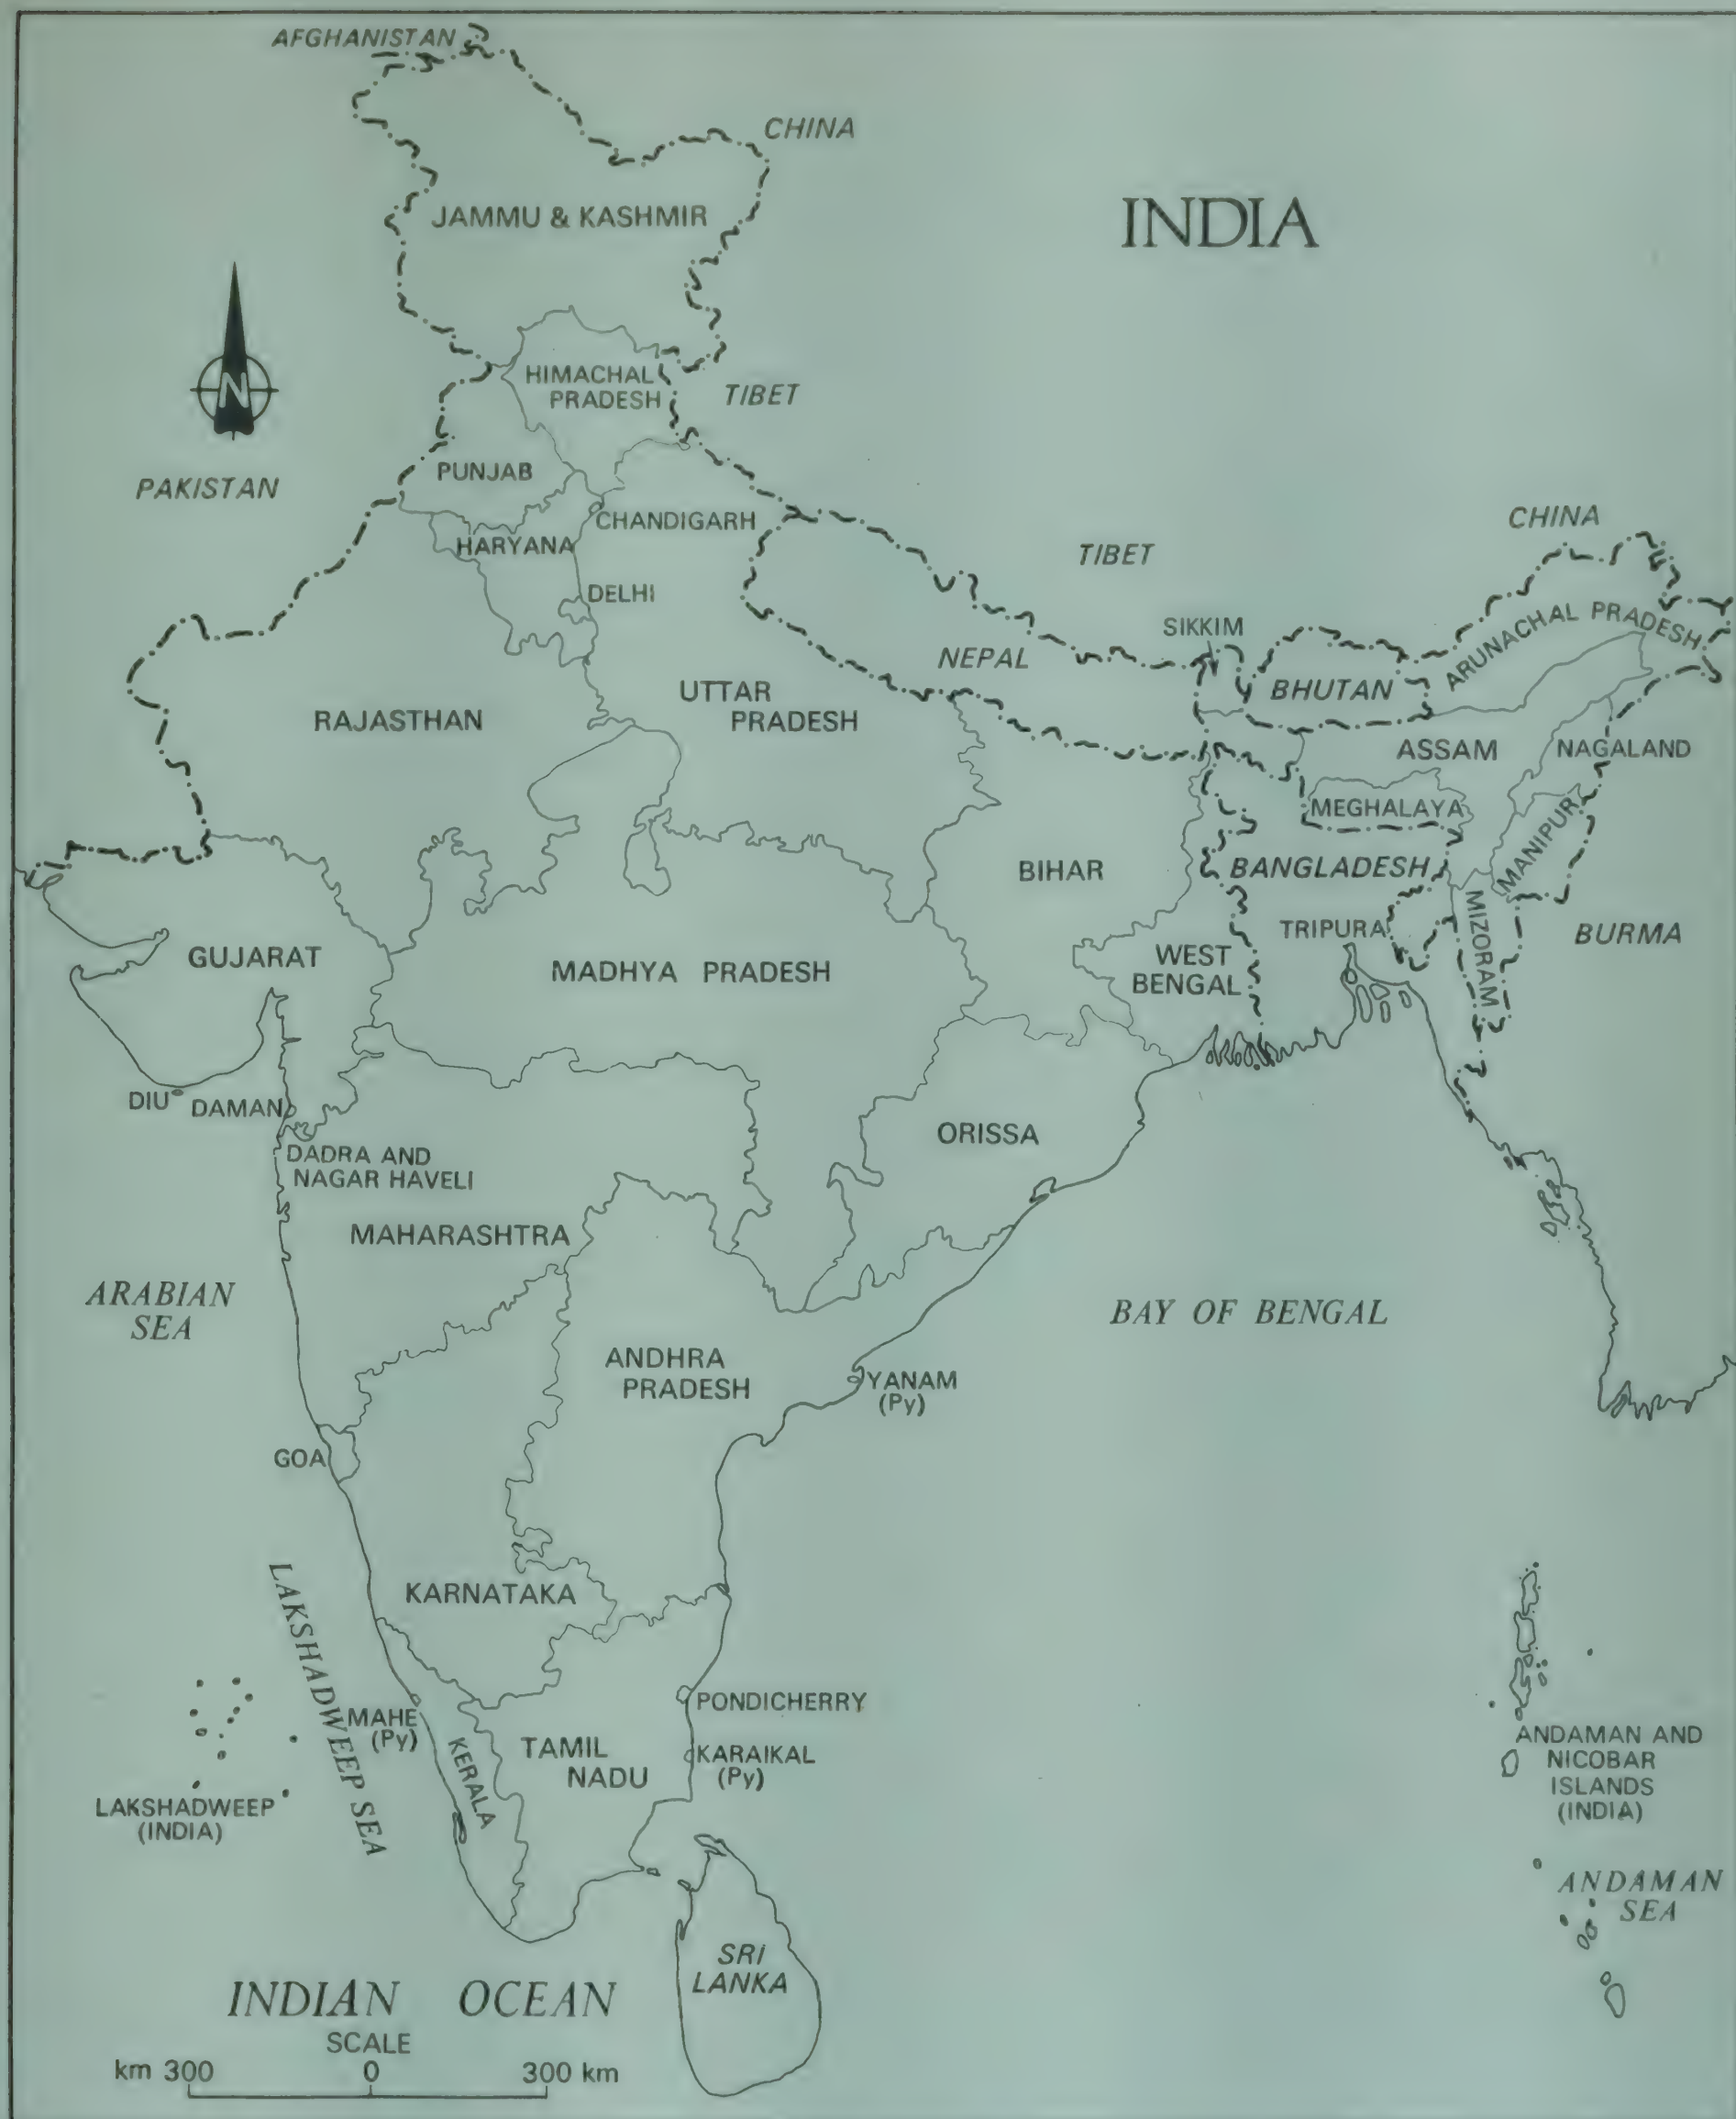 AFGHANISTAN
CHINA
INDIA
JAMMU & KASHMIR
N
HIMACHAL
PRADESH
TIBET
PAKISTAN
PUNJAB
CHANDIGARH
HARYANA
DELHI
CHINA
TIBET
SIKKIM
ARUNACHAL PRADESH
NEPAL
BHUTAN
RAJASTHAN
UTTAR
PRADESH
ASSAM
NAGALAND
MEGHALAYA
MANIPUR
BIHAR
BANGLADESH
TRIPURA
MIZORAM
BURMA
GUJARAT
MADHYA PRADESH
WEST
BENGAL
DIU
DAMAN
DADRA AND
NAGAR HAVELI
ORISSA
MAHARASHTRA
ARABIAN
SEA
BAY OF BENGAL
ANDHRA
PRADESH
YANAM
(Py)
GOA
KARNATAKA
LAKSHADWEEP SEA
MAHE
(Py)
KERALA
TAMIL
NADU
PONDICHERRY
KARAIKAL
(Py)
LAKSHADWEEP
(INDIA)
ANDAMAN AND
NICOBAR
ISLANDS
(INDIA)
ANDAMAN
SEA
SRI
LANKA
INDIAN OCEAN
SCALE
km 300 0 300 km